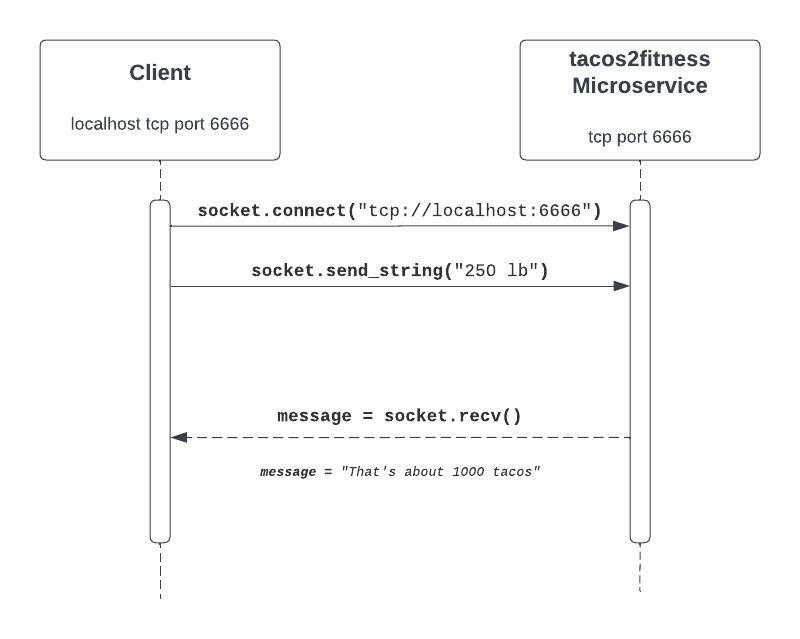 Client
localhost tcp port 6666
tacos2fitness
Microservice
tcp port 6666
socket.connect("tcp://localhost:6666")
socket.send_string("250 lb")
message = socket.recv()
message = "That's about 1000 tacos"